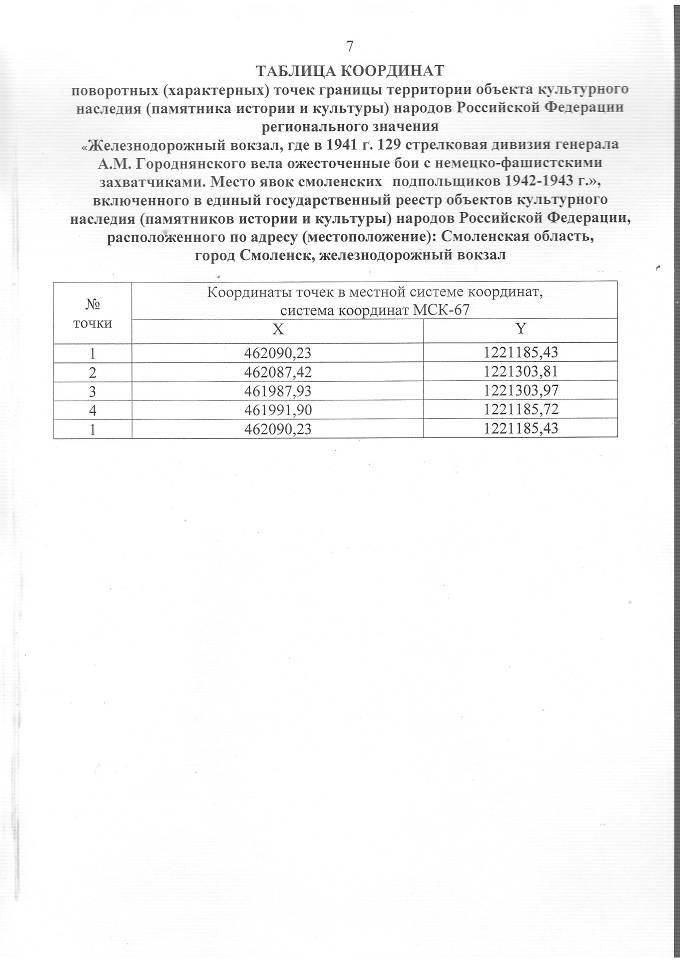 7
ТАБЛИЦА КООРДИНАТ
поворотных (характерных) точек границы территории объекта культурного
наследия (памятника истории и культуры) народов Российской Федерации
регионального значения
«Железнодорожный вокзал, где в 1941 г. 129 стрелковая дивизия генерала
А.М. Городнянского вела ожесточенные бои с немецко-фашистскими
захватчиками. Место явок смоленских подпольщиков 1942-1943 г.»,
включенного в единый государственный реестр объектов культурного
наследия (памятников истории и культуры) народов Российской Федерации,
расположенного по адресу (местоположение): Смоленская область,
город Смоленск, железнодорожный вокзал
№ точки
Координаты точек в местной системе координат,
система координат МСК-67
X Y
1 462090,23 1221185,43
2 462087,42 1221303,81
3 461987,93 1221303,97
4 461991,90 1221185,72
1 462090,23 1221185,43